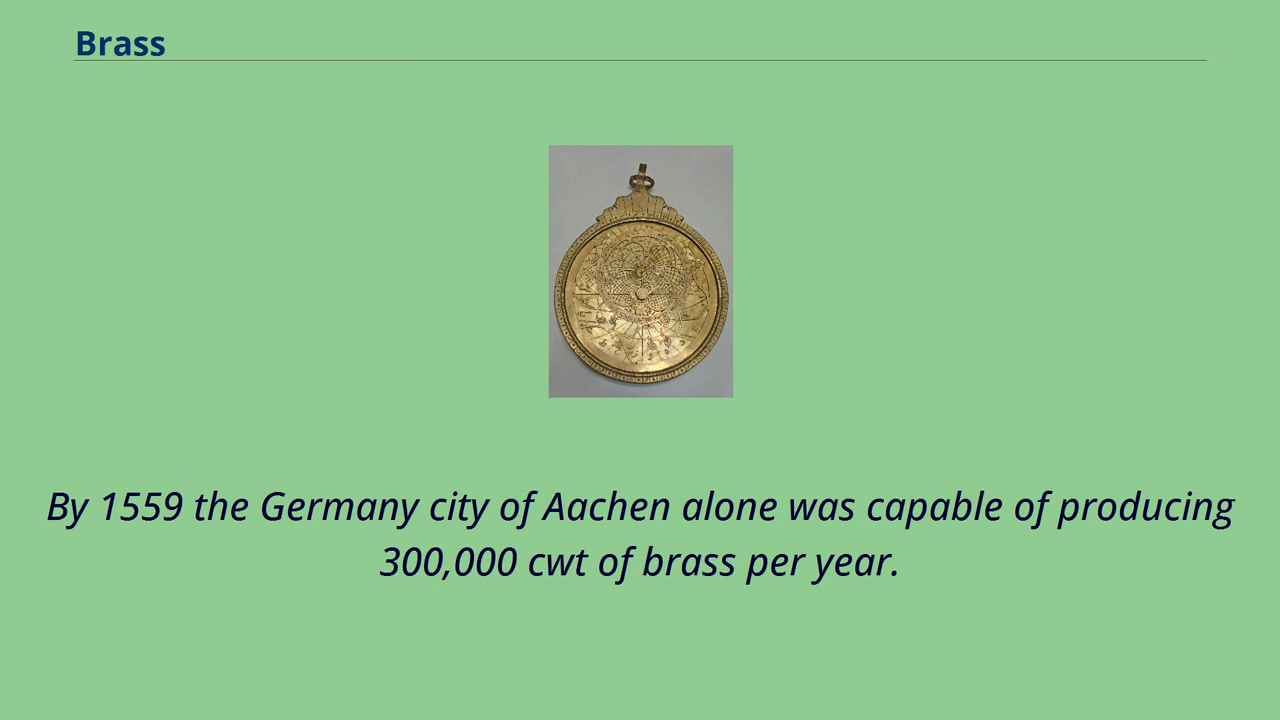 Brass
By 1559 the Germany city of Aachen alone was capable of producing
300,000 cwt of brass per year.